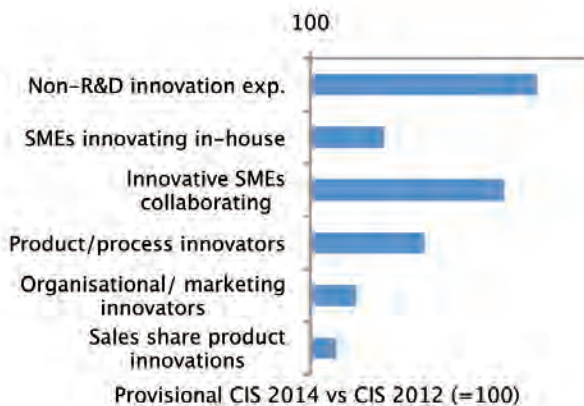 100
Non-R&D innovation exp.
SMEs innovating in-house
Innovative SMEs
collaborating
Product/process innovators
Organisational/ marketing
innovators
Sales share product
innovations
Provisional CIS 2014 vs CIS 2012 (=100)